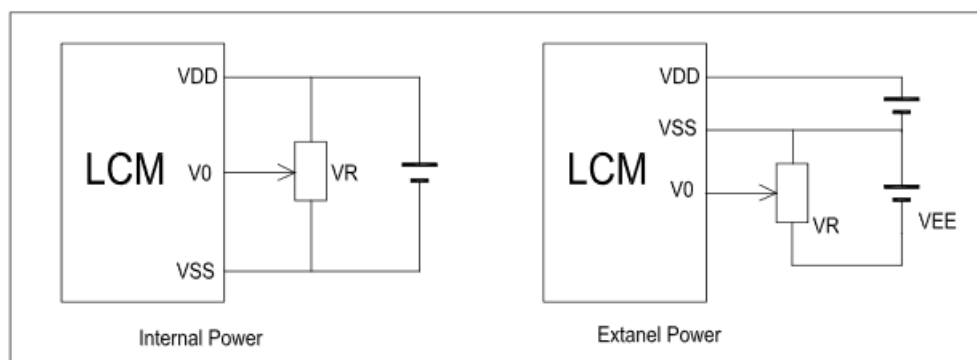 VDD
LCM
V0
VR
VSS
Internal Power
VDD
VSS
LCM
V0
VR
VEE
Extanel Power